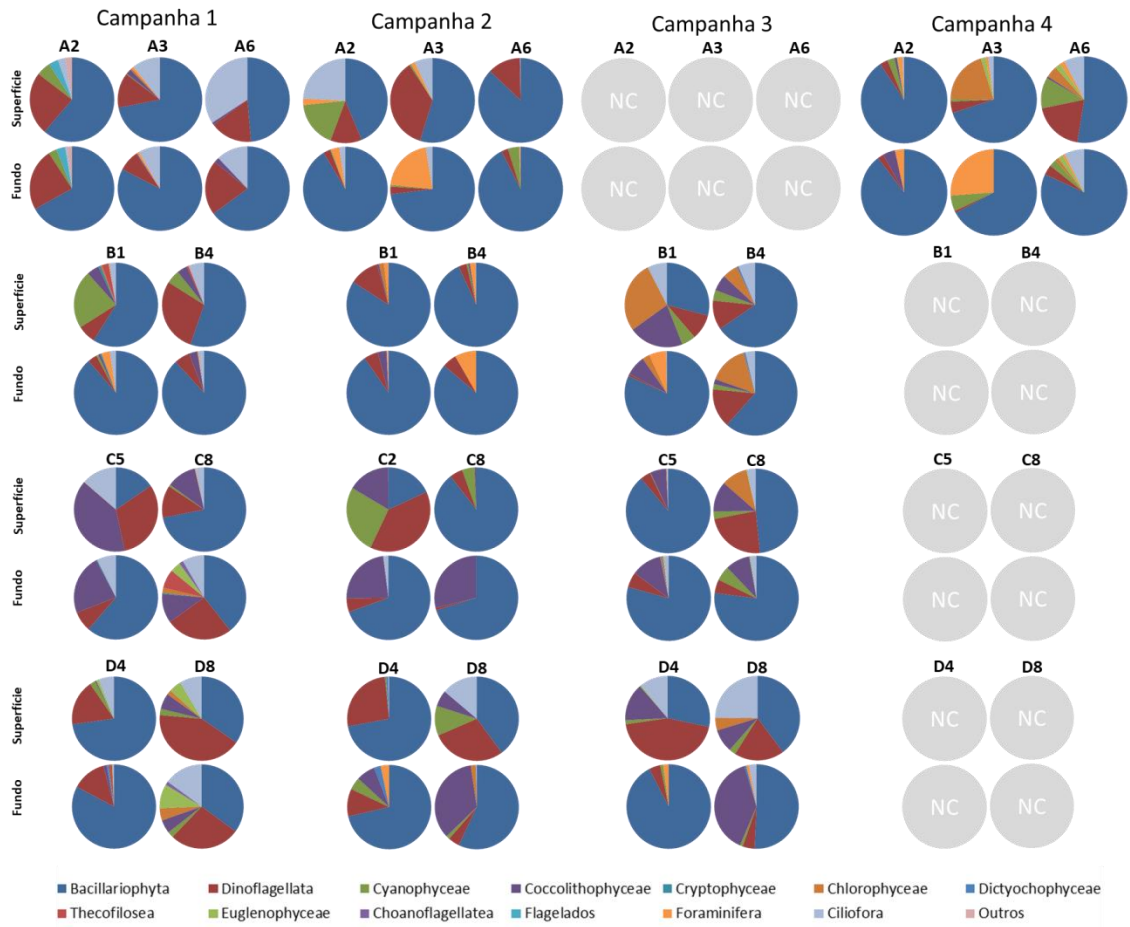 Campanha 1 Campanha 2 Campanha 3 Campanha 4
A2 A3 A6 A2 A3 A6 A2 A3 A6 A2 A3 A6
Superfície NC NC NC
Fundo NC NC NC
B1 B4 B1 B4 B1 B4 B1 B4
Superfície NC NC
Fundo NC NC
C5 C8 C2 C8 C5 C8 C5 C8
Superfície NC NC
Fundo NC NC
D4 D8 D4 D8 D4 D8 D4 D8
Superfície NC NC
Fundo NC NC
Bacillariophyta Dinoflagellata Cyanophyceae Coccolithophyceae Cryptophyceae Chlorophyceae Dictyochophyceae
Thecofilosea Euglenophyceae Choanoflagellatea Flagelados Foraminifera Ciliofora Outros